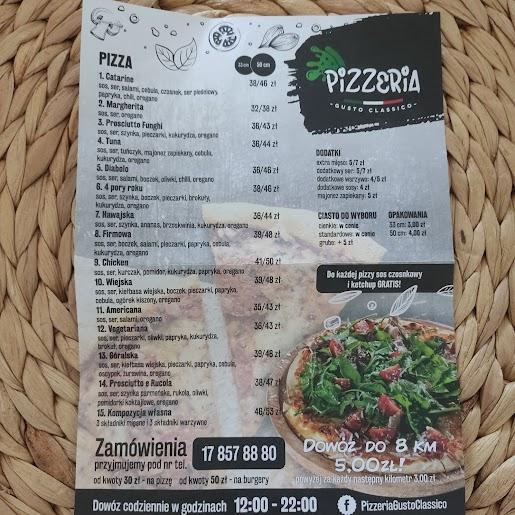 PIZZA
33 cm 50 cm
1. Catarine 38/46 zł
sos, ser, salami, cebula, czosnek, ser pleśniowy,
papryka, chili, oregano
2. Margherita 32/38 zł
sos, ser, oregano
3. Prosciutto Funghi 36/43 zł
sos, ser, szynka, pieczarki, kukurydza, oregano
4. Tuna 36/44 zł
sos, ser, tuńczyk, majonez zapiekany, cebula,
kukurydza, oregano
5. Diabolo 36/46 zł
sos, ser, salami, boczek, oliwki, chilli, oregano
6. 4 pory roku 38/46 zł
sos, ser, szynka, boczek, pieczarki, brokuły,
kukurydza, oregano
7. Hawajska 36/44 zł
sos, ser, szynka, ananas, brzoskwinia, kukurydza, oregano
8. Firmowa 39/48 zł
sos, ser, boczek, salami, pieczarki, papryka, cebula,
kukurydza, oregano
9. Chicken 41/50 zł
sos, ser, kurczak, pomidor, kukurydza, papryka, oregano
10. Wiejska 39/48 zł
sos, ser, kiełbasa wiejska, boczek, pieczarki, papryka,
cebula, ogórek kiszony, oregano
11. Americana 35/43 zł
sos, ser, salami, oregano
12. Vegetariana 36/43 zł
sos, ser, pieczarki, oliwki, papryka, kukurydza,
brokuł, oregano
13. Góralska 39/48 zł
sos, ser, kiełbasa wiejska, pieczarki, papryka, cebula,
oscypek, żurawina, oregano
14. Prosciutto e Rucola 38/47 zł
sos, ser, szynka parmeńska, rukola, oliwki,
pomidorki koktajlowe, oregano
15. Kompozycja własna 46/53 zł
3 składniki mięsne i 3 składniki warzywne
PIZZERIA
GUSTO CLASSICO
DODATKI
extra mięso: 5/7 zł
dodatkowy ser: 5/7 zł
dodatkowe warzywo: 4/5 zł
dodatkowe sosy: 4 zł
majonez zapiekany: 5 zł
CIASTO DO WYBORU
cienkie: w cenie
standardowe: w cenie
grube: + 5 zł
OPAKOWANIA
33 cm: 3,00 zł
50 cm: 4,00 zł
Do każdej pizzy sos czosnkowy
i ketchup GRATIS!
DOWÓZ DO 8 KM
5,00ZŁ!
powyżej za każdy następny kilometr 3,00 zł
Zamówienia
przyjmujemy pod nr tel.
17 857 88 80
od kwoty 30 zł - na pizzę od kwoty 50 zł - na burgery
Dowóz codziennie w godzinach 12:00 - 22:00
PizzeriaGustoClassico